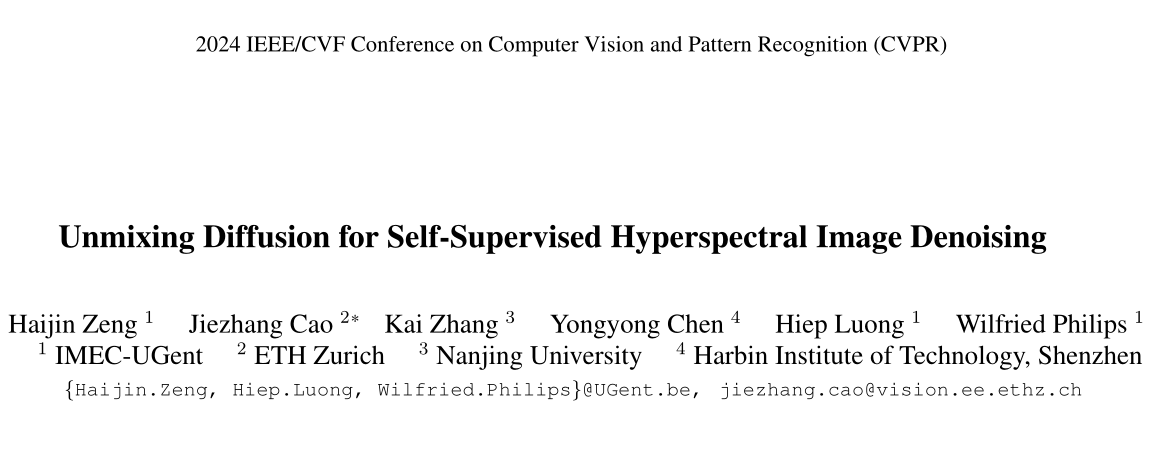 2024 IEEE/CVF Conference on Computer Vision and Pattern Recognition (CVPR)
Unmixing Diffusion for Self-Supervised Hyperspectral Image Denoising
Haijin Zeng 1 Jiezhang Cao 2* Kai Zhang 3 Yongyong Chen 4 Hiep Luong 1 Wilfried Philips 1
1 IMEC-UGent 2 ETH Zurich 3 Nanjing University 4 Harbin Institute of Technology, Shenzhen
{Haijin.Zeng, Hiep.Luong, Wilfried.Philips}@UGent.be, jiezhang.cao@vision.ee.ethz.ch